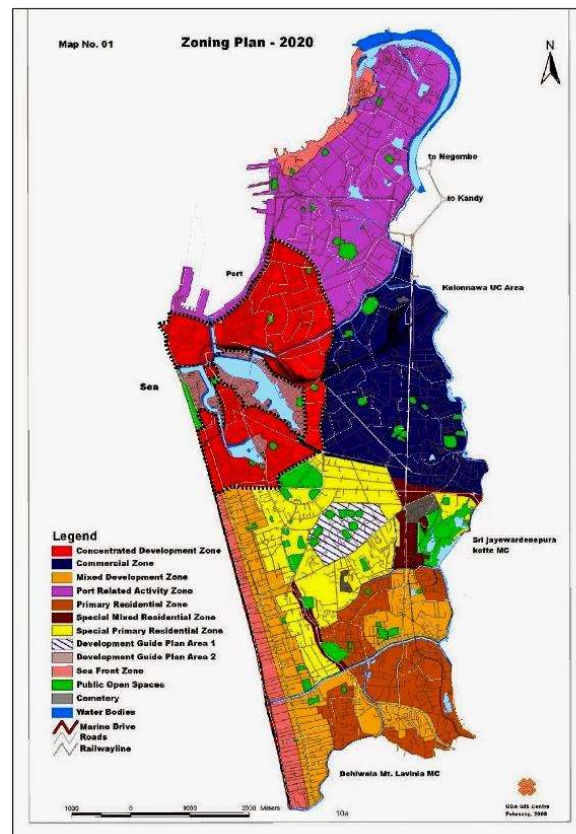 Map No. 01
Zoning Plan - 2020
N
to Negombo
to Kandy
Port
Kolonnawa UC Area
Sea
Sri jayewardenepura
kotte MC
Legend
Concentrated Development Zone
Commercial Zone
Mixed Development Zone
Port Related Activity Zone
Primary Residential Zone
Special Mixed Residential Zone
Special Primary Residential Zone
Development Guide Plan Area 1
Development Guide Plan Area 2
Sea Front Zone
Public Open Spaces
Cemetery
Water Bodies
Marine Drive
Roads
Railwayline
Dehiwela Mt. Lavinia MC
1000 0 1000 2000 Meters
10a
UDA GIS Centre
February, 2008